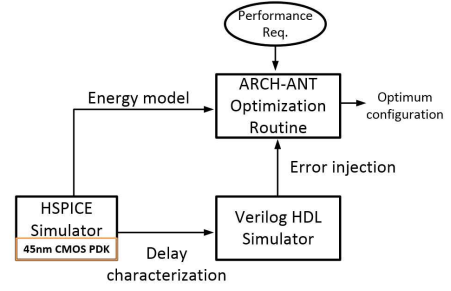 Performance
Req.
ARCH-ANT
Optimization
Routine
Optimum
configuration
Energy model
Error injection
HSPICE
Simulator
45nm CMOS PDK
Verilog HDL
Simulator
Delay
characterization